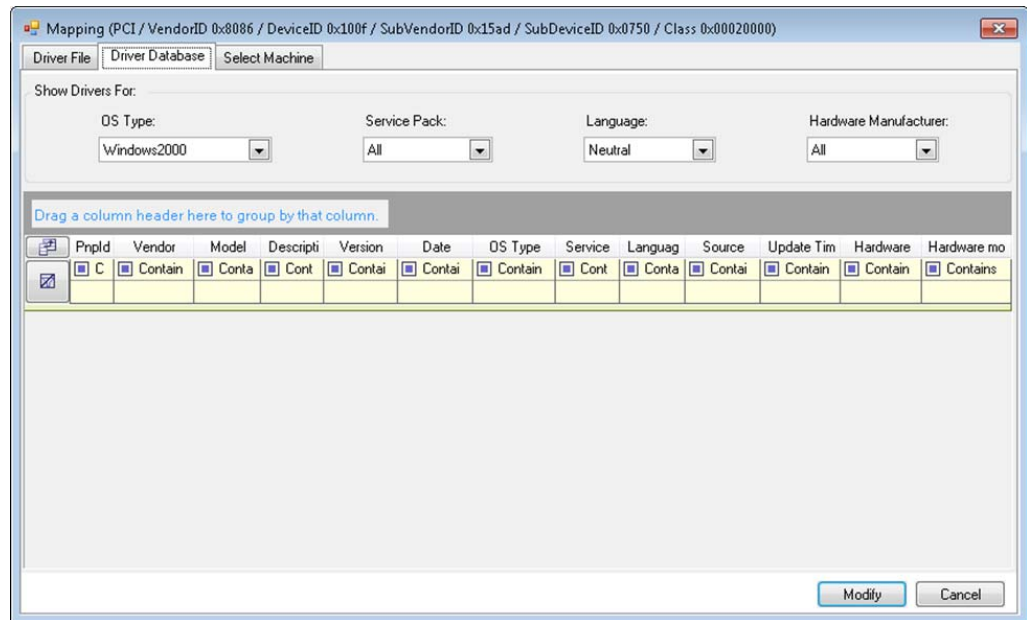 Mapping (PCI / VendorID 0x8086 / DeviceID 0x100f / SubVendorID 0x15ad / SubDeviceID 0x0750 / Class 0x00020000)
Driver File Driver Database Select Machine
Show Drivers For:
OS Type: Service Pack: Language: Hardware Manufacturer:
Windows2000 All Neutral All
Drag a column header here to group by that column.
PnpId Vendor Model Descripti Version Date OS Type Service Languag Source Update Tim Hardware Hardware mo
C Contain Conta Cont Contai Contai Contain Cont Conta Contai Contain Contain Contains
Modify Cancel